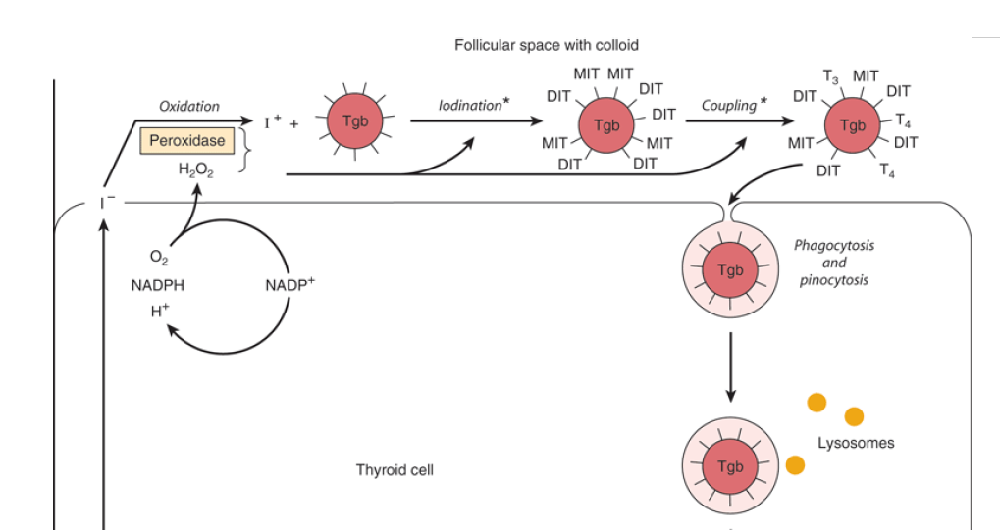 Follicular space with colloid
Oxidation
Peroxidase
H₂O₂
I⁺ +
Tgb
Iodination*
MIT MIT
DIT
DIT
DIT
Tgb
MIT
MIT
DIT
DIT
Coupling*
T₃
MIT
DIT
DIT
Tgb
T₄
MIT
DIT
DIT
T₄
I⁻
O₂
NADPH
H⁺
NADP⁺
Tgb
Phagocytosis
and
pinocytosis
Tgb
Lysosomes
Thyroid cell